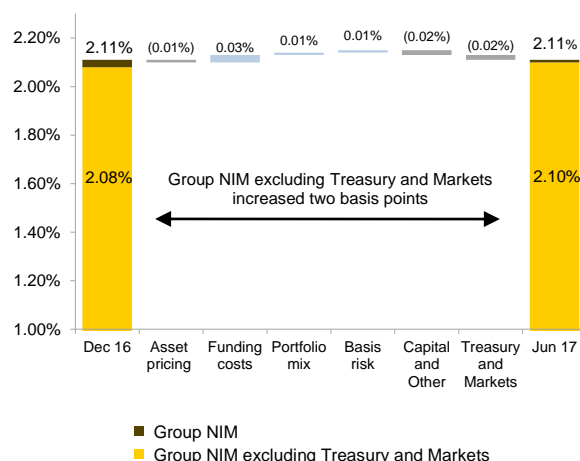 2.20%
2.00%
1.80%
1.60%
1.40%
1.20%
1.00%
2.11%
(0.01%)
0.03%
0.01%
0.01%
(0.02%)
(0.02%)
2.11%
2.08%
2.10%
Group NIM excluding Treasury and Markets
increased two basis points
Dec 16
Asset
pricing
Funding
costs
Portfolio
mix
Basis
risk
Capital
and
Other
Treasury
and
Markets
Jun 17
Group NIM
Group NIM excluding Treasury and Markets